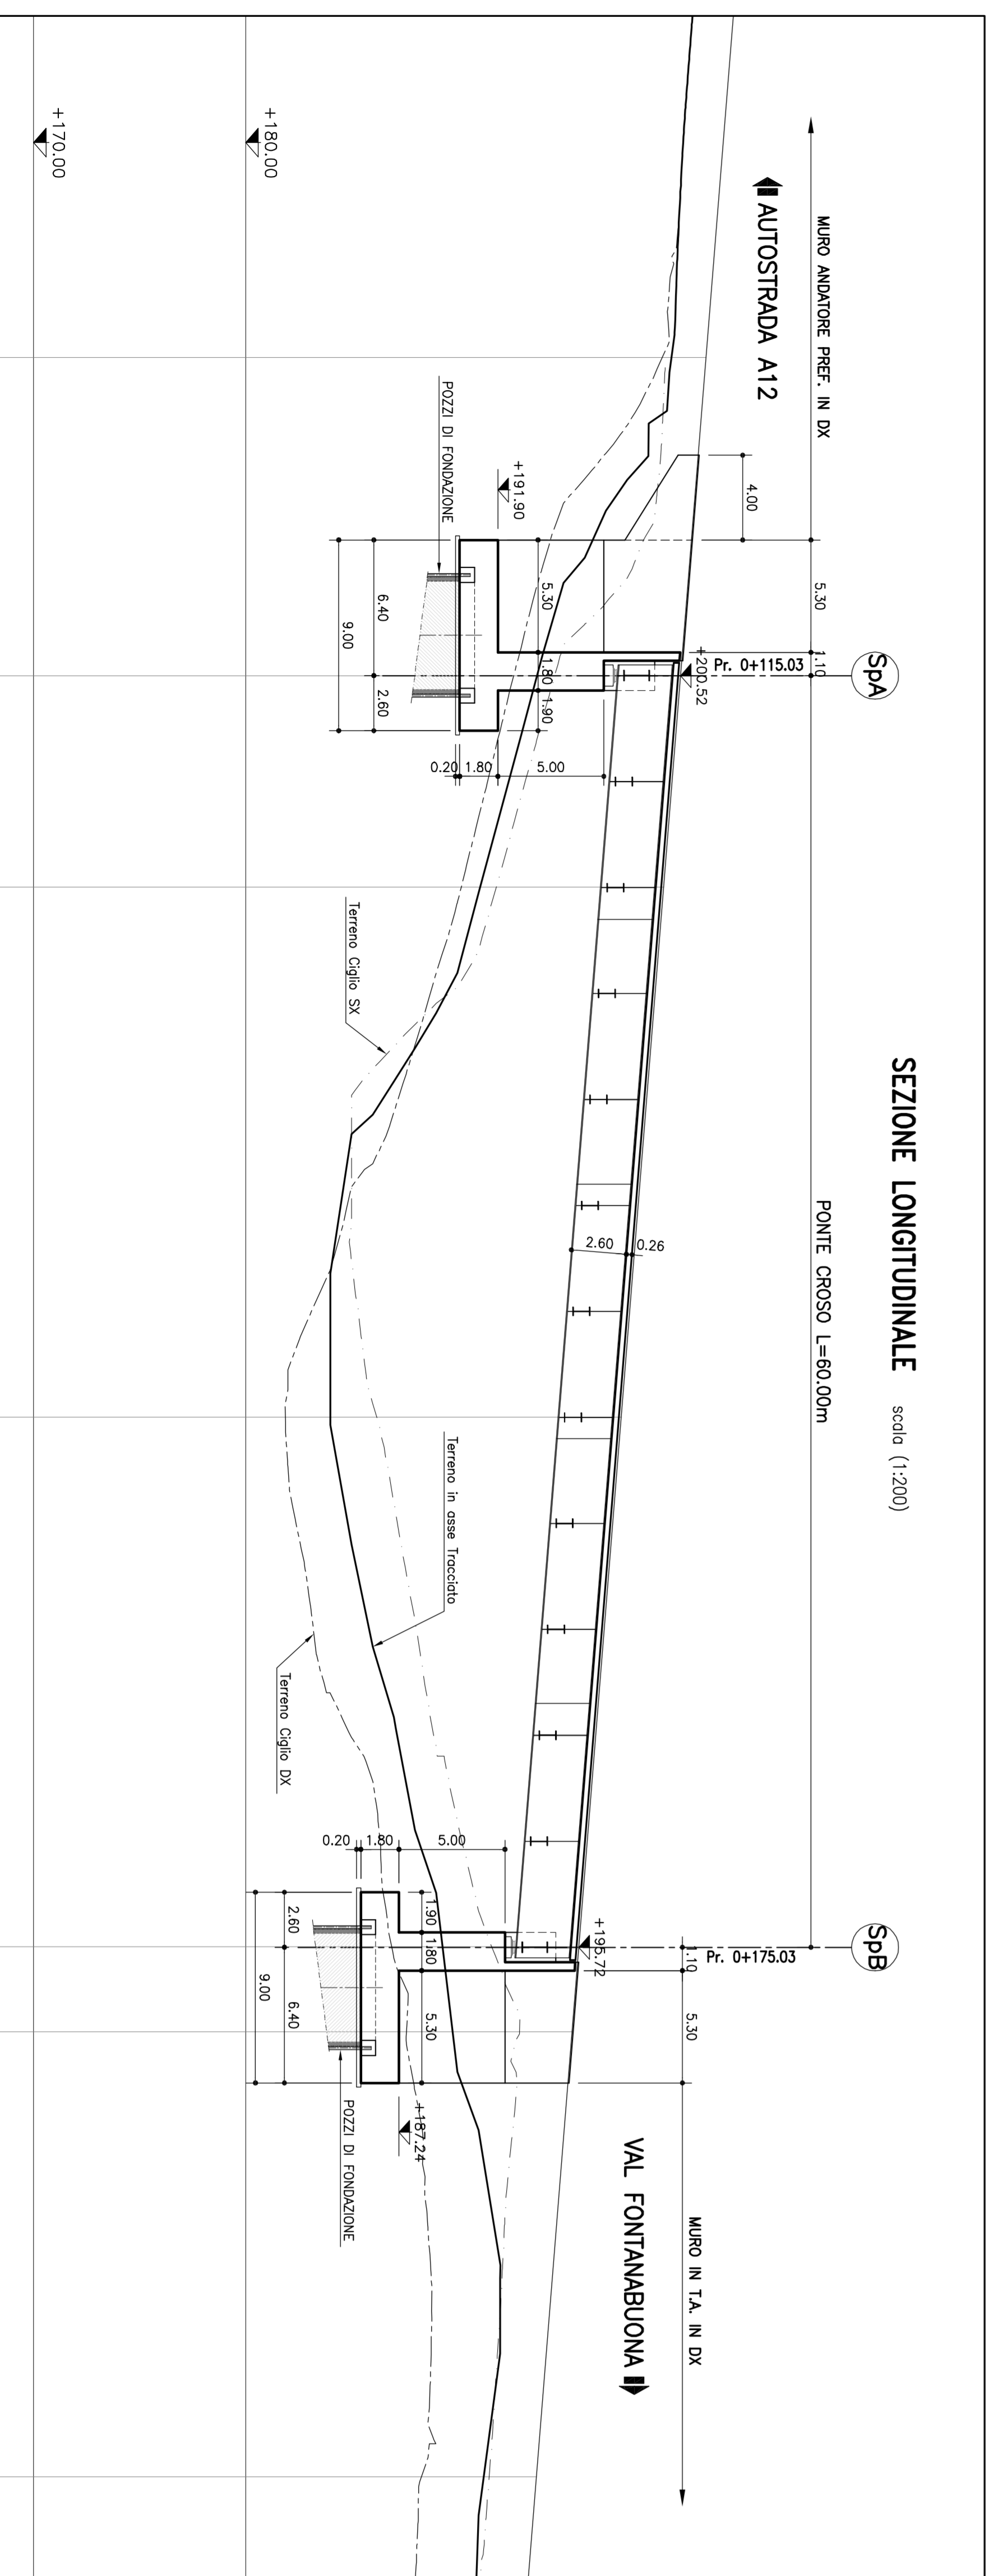 SEZIONE LONGITUDINALE scala (1:200)
SpA
SpB
MURO ANDATORE PREF. IN DX
5.30
1.10
PONTE CROSO L=60.00m
AUTOSTRADA A12
4.00
Pr. 0+115.03
+200.52
Pr. 0+175.03
1.10
5.30
MURO IN T.A. IN DX
VAL FONTANABUONA
+195.72
2.60
0.26
+191.90
5.30
1.80
1.90
5.00
1.80
0.20
POZZI DI FONDAZIONE
6.40
2.60
9.00
Terreno Ciglio SX
Terreno in asse Tracciato
Terreno Ciglio DX
5.00
1.80
0.20
1.90
1.80
5.30
+187.24
2.60
6.40
9.00
POZZI DI FONDAZIONE
+180.00
+170.00